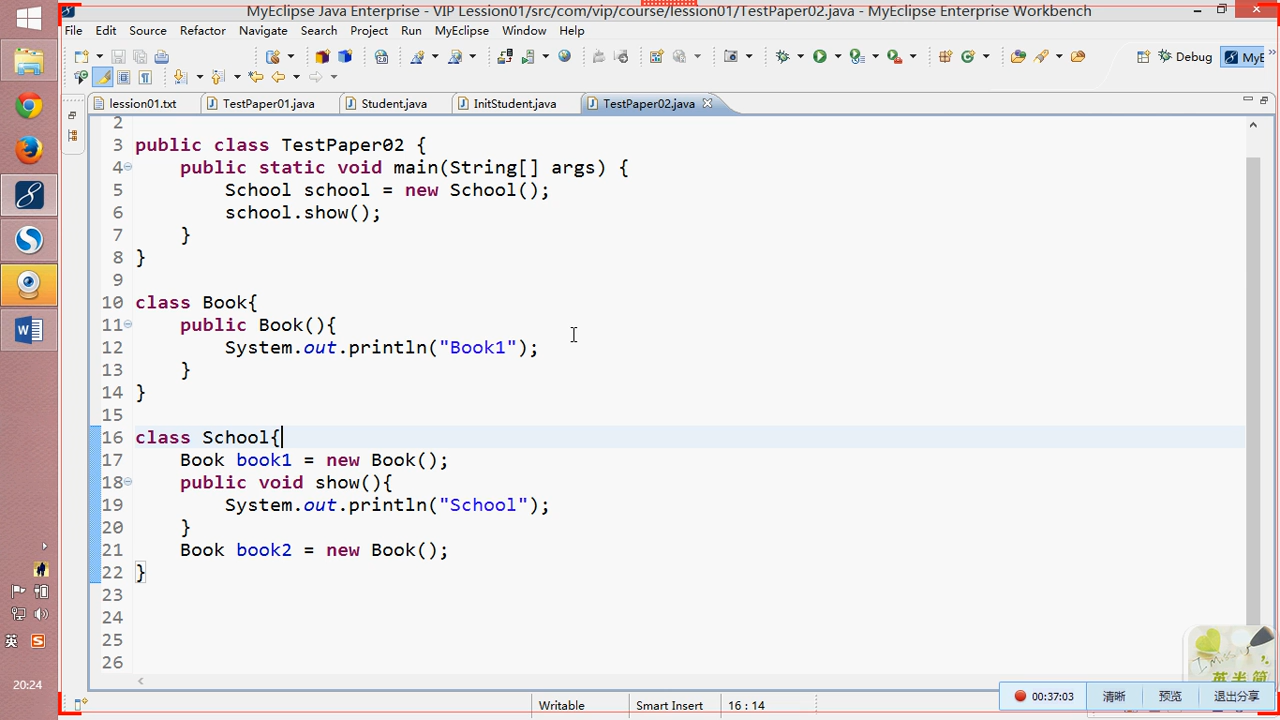 MyEclipse Java Enterprise - VIP Lession01/src/com/vip/course/lession01/TestPaper02.java - MyEclipse Enterprise Workbench
File Edit Source Refactor Navigate Search Project Run MyEclipse Window Help
Debug MyE
lession01.txt TestPaper01.java Student.java InitStudent.java TestPaper02.java
2
3 public class TestPaper02 {
4 public static void main(String[] args) {
5 School school = new School();
6 school.show();
7 }
8 }
9
10 class Book{
11 public Book(){
12 System.out.println("Book1");
13 }
14 }
15
16 class School{
17 Book book1 = new Book();
18 public void show(){
19 System.out.println("School");
20 }
21 Book book2 = new Book();
22 }
23
24
25
26
英
20:24
英半简
00:37:03 清晰 预览 退出分享
Writable Smart Insert 16 : 14